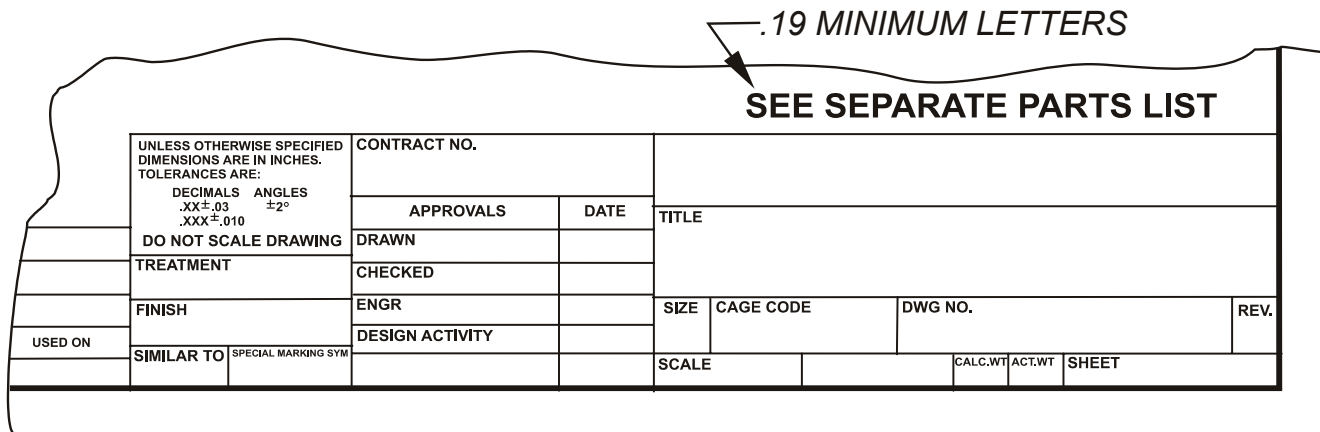 .19 MINIMUM LETTERS
SEE SEPARATE PARTS LIST
UNLESS OTHERWISE SPECIFIED
DIMENSIONS ARE IN INCHES.
TOLERANCES ARE:
DECIMALS ANGLES
.XX±.03 ±2°
.XXX±.010
DO NOT SCALE DRAWING
CONTRACT NO.
APPROVALS DATE
DRAWN
CHECKED
ENGR
DESIGN ACTIVITY
TREATMENT
FINISH
SIMILAR TO SPECIAL MARKING SYM
USED ON
TITLE
SIZE CAGE CODE DWG NO. REV.
SCALE CALC.WT ACT.WT SHEET